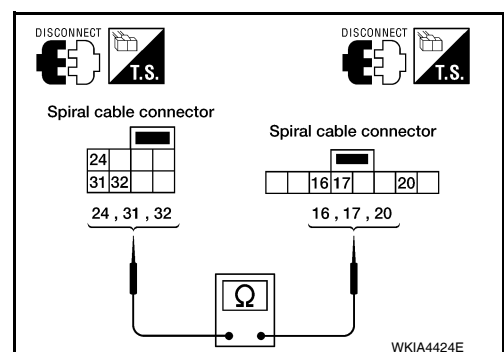 DISCONNECT
T.S.
DISCONNECT
T.S.
Spiral cable connector
24
31 32
24 , 31 , 32
Spiral cable connector
16 17 20
16 , 17 , 20
Ω
WKIA4424E